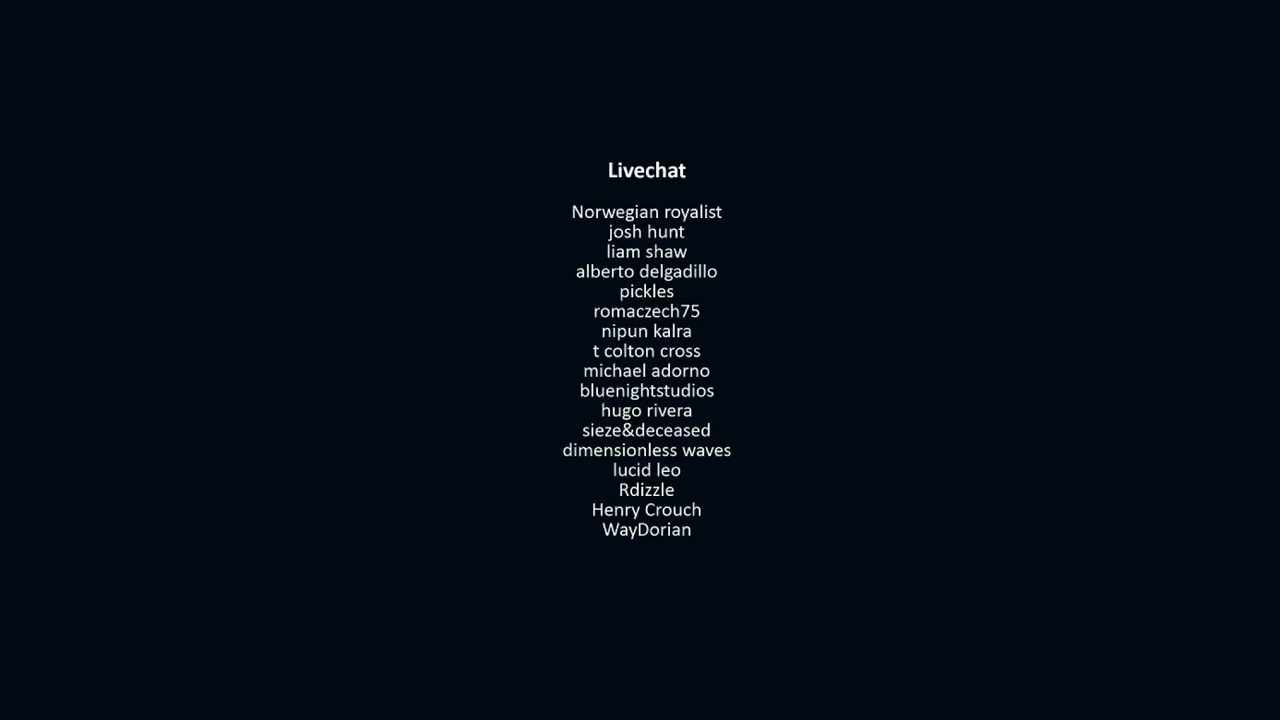 Livechat
Norwegian royalist
josh hunt
liam shaw
alberto delgadillo
pickles
romaczech75
nipun kalra
t colton cross
michael adorno
bluenightstudios
hugo rivera
sieze&deceased
dimensionless waves
lucid leo
Rdizzle
Henry Crouch
WayDorian